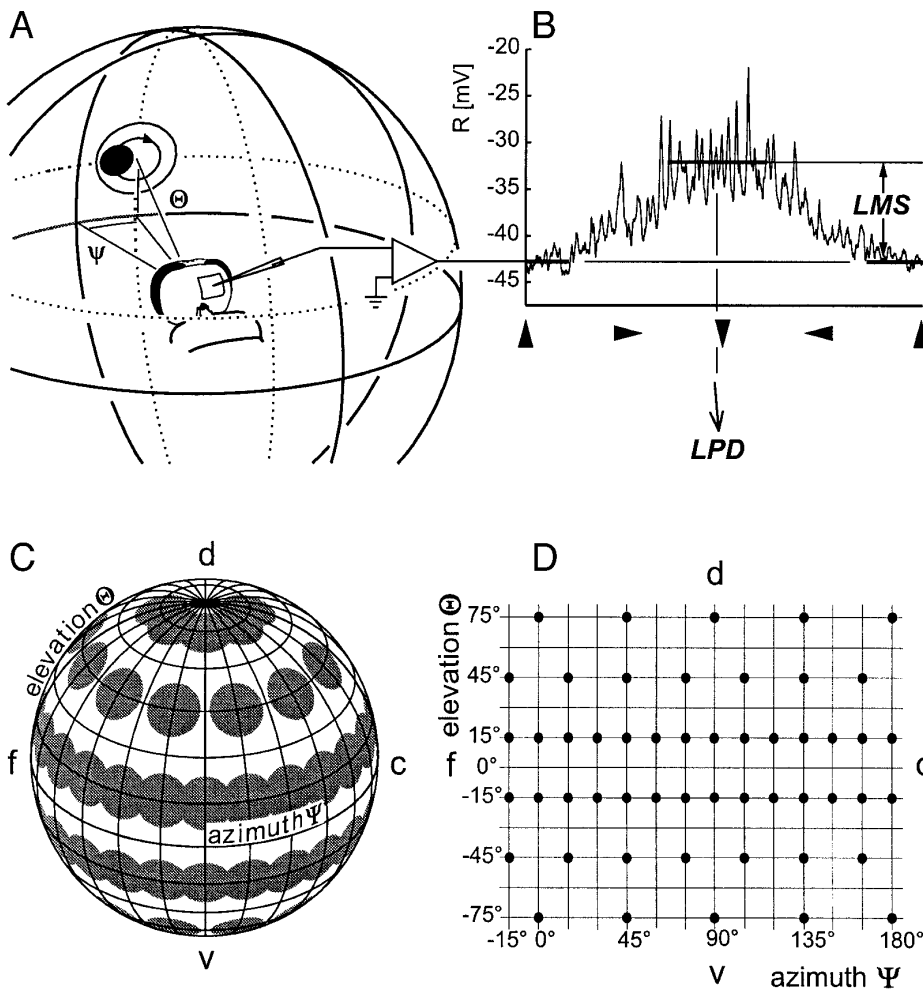 A
Θ
Ψ
B
R [mV]
-20
-25
-30
-35
-40
-45
LMS
LPD
C
d
elevation Θ
f
c
azimuth Ψ
v
D
d
elevation Θ
75°
45°
15°
f 0°
-15°
-45°
-75°
-15° 0° 45° 90° 135° 180°
v azimuth Ψ